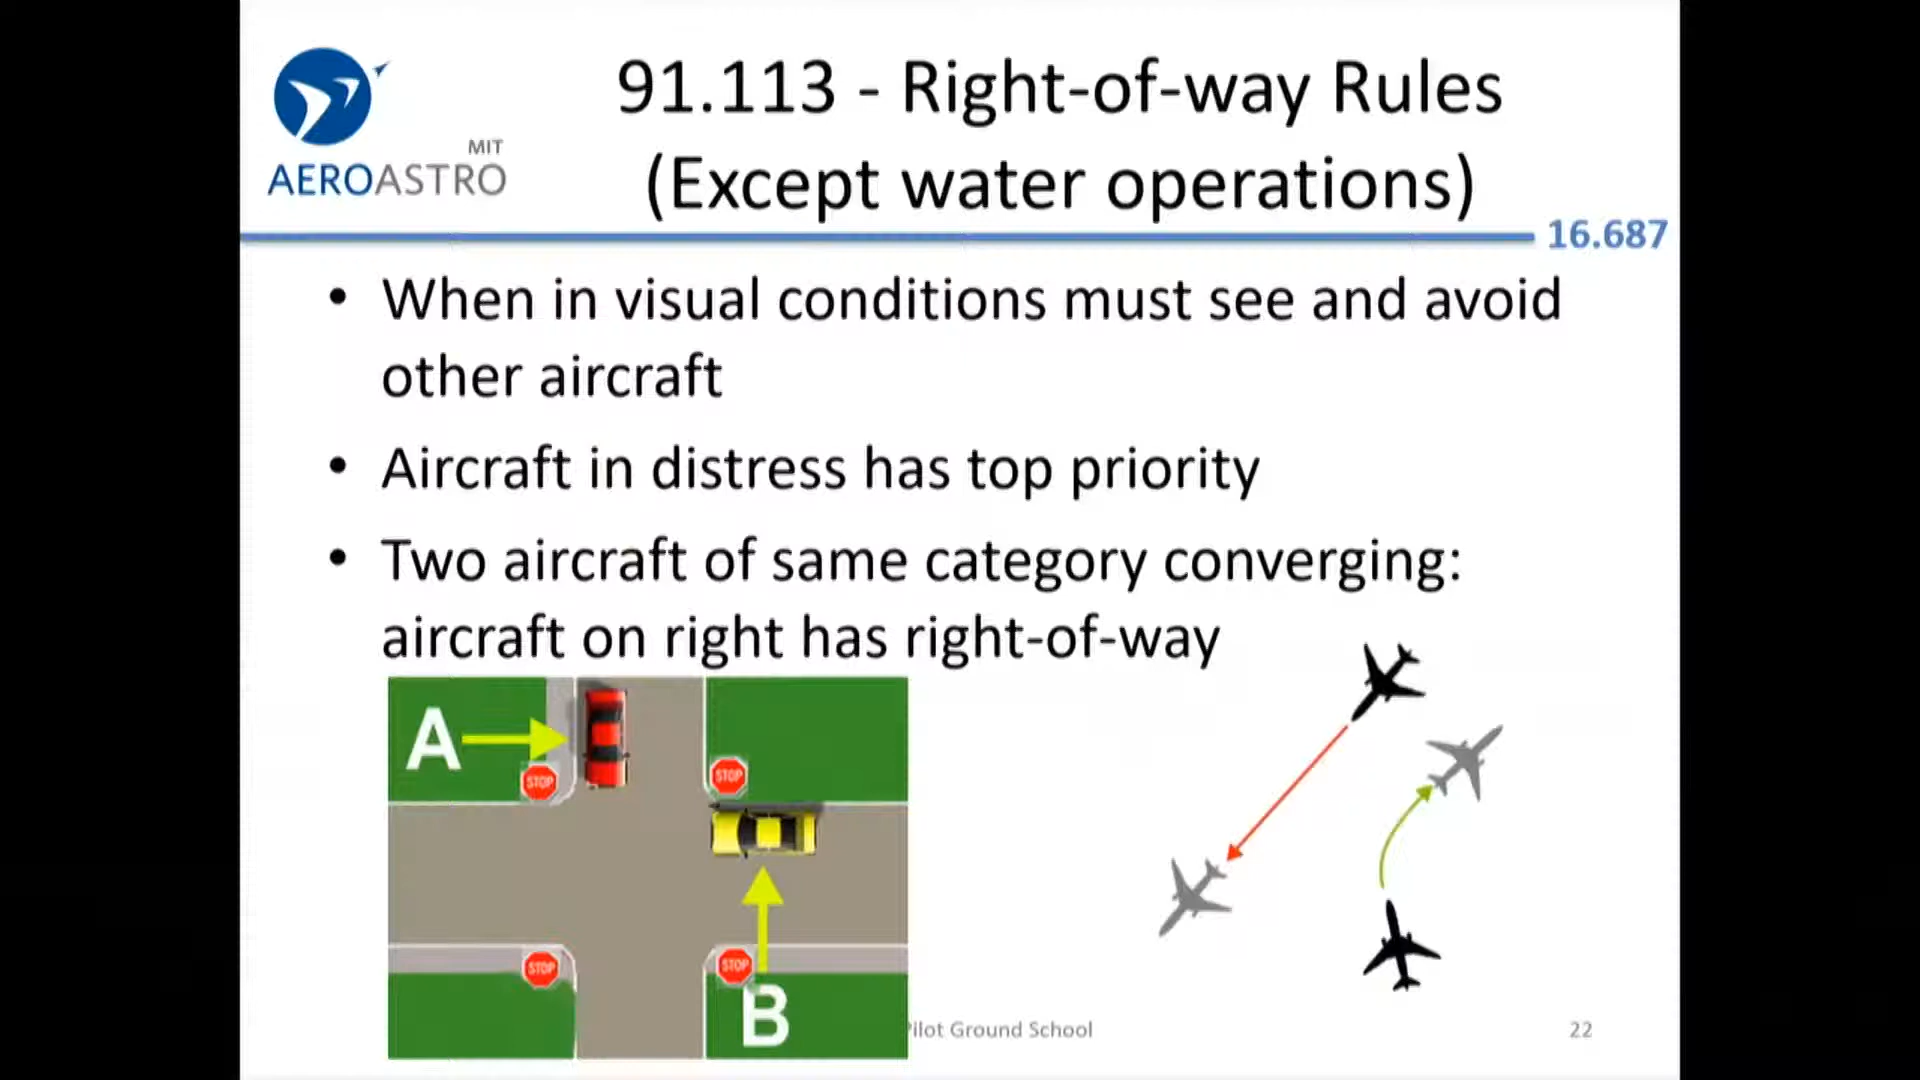 MIT
AEROASTRO
91.113 - Right-of-way Rules
(Except water operations)
16.687
• When in visual conditions must see and avoid
other aircraft
• Aircraft in distress has top priority
• Two aircraft of same category converging:
aircraft on right has right-of-way
A
STOP
STOP
STOP
STOP
B
Pilot Ground School
22